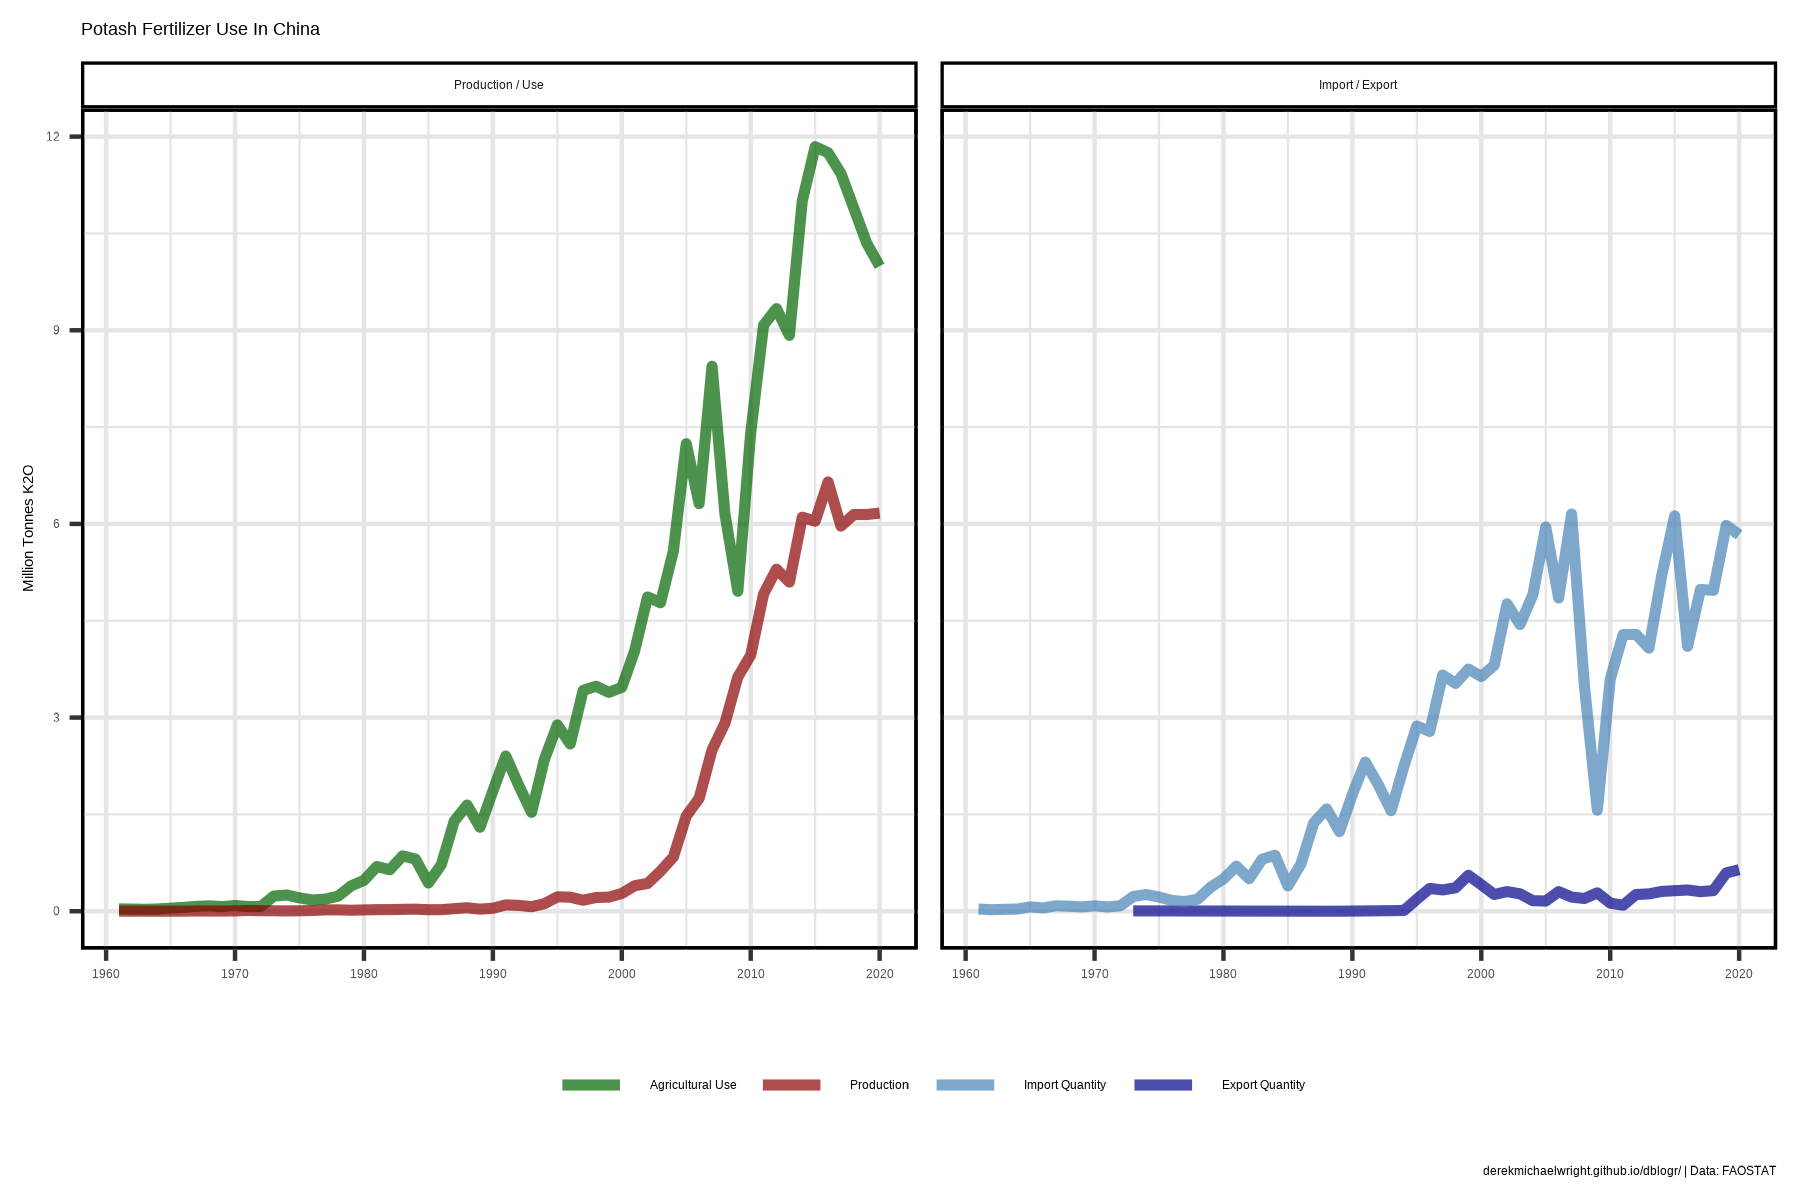 Potash Fertilizer Use In China
Production / Use
Import / Export
Million Tonnes K2O
12
9
6
3
0
1960 1970 1980 1990 2000 2010 2020
1960 1970 1980 1990 2000 2010 2020
Agricultural Use Production Import Quantity Export Quantity
derekmichaelwright.github.io/dblogr/ | Data: FAOSTAT